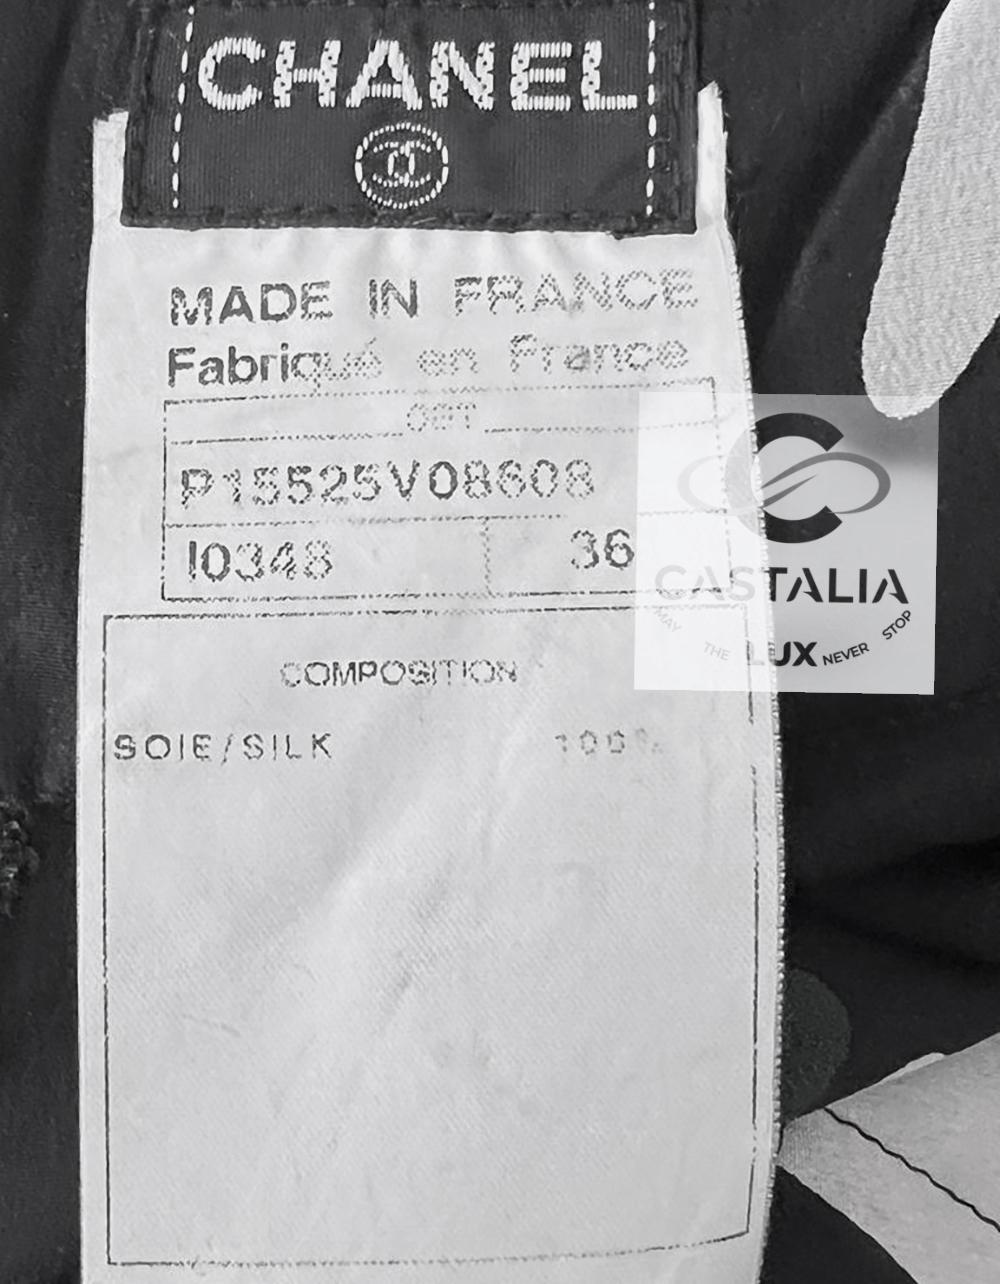 CHANEL
MADE IN FRANCE
Fabriqué en France
P15525V08608
I0348 36
CASTALIA
MAY THE LUX NEVER STOP
COMPOSITION
SOIE/SILK 100%